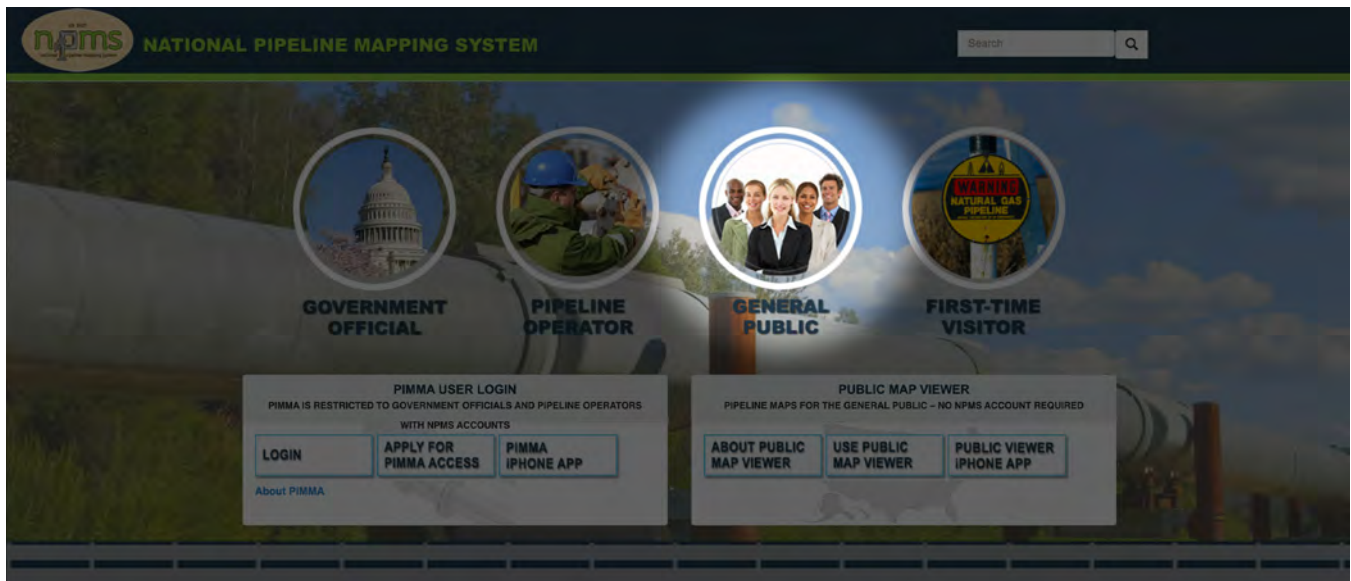 npms
NATIONAL PIPELINE MAPPING SYSTEM
Search
WARNING
NATURAL GAS
PIPELINE
GOVERNMENT
OFFICIAL
PIPELINE
OPERATOR
GENERAL
PUBLIC
FIRST-TIME
VISITOR
PIMMA USER LOGIN
PIMMA IS RESTRICTED TO GOVERNMENT OFFICIALS AND PIPELINE OPERATORS
WITH NPMS ACCOUNTS
LOGIN
APPLY FOR
PIMMA ACCESS
PIMMA
iPHONE APP
About PIMMA
PUBLIC MAP VIEWER
PIPELINE MAPS FOR THE GENERAL PUBLIC – NO NPMS ACCOUNT REQUIRED
ABOUT PUBLIC
MAP VIEWER
USE PUBLIC
MAP VIEWER
PUBLIC VIEWER
iPHONE APP